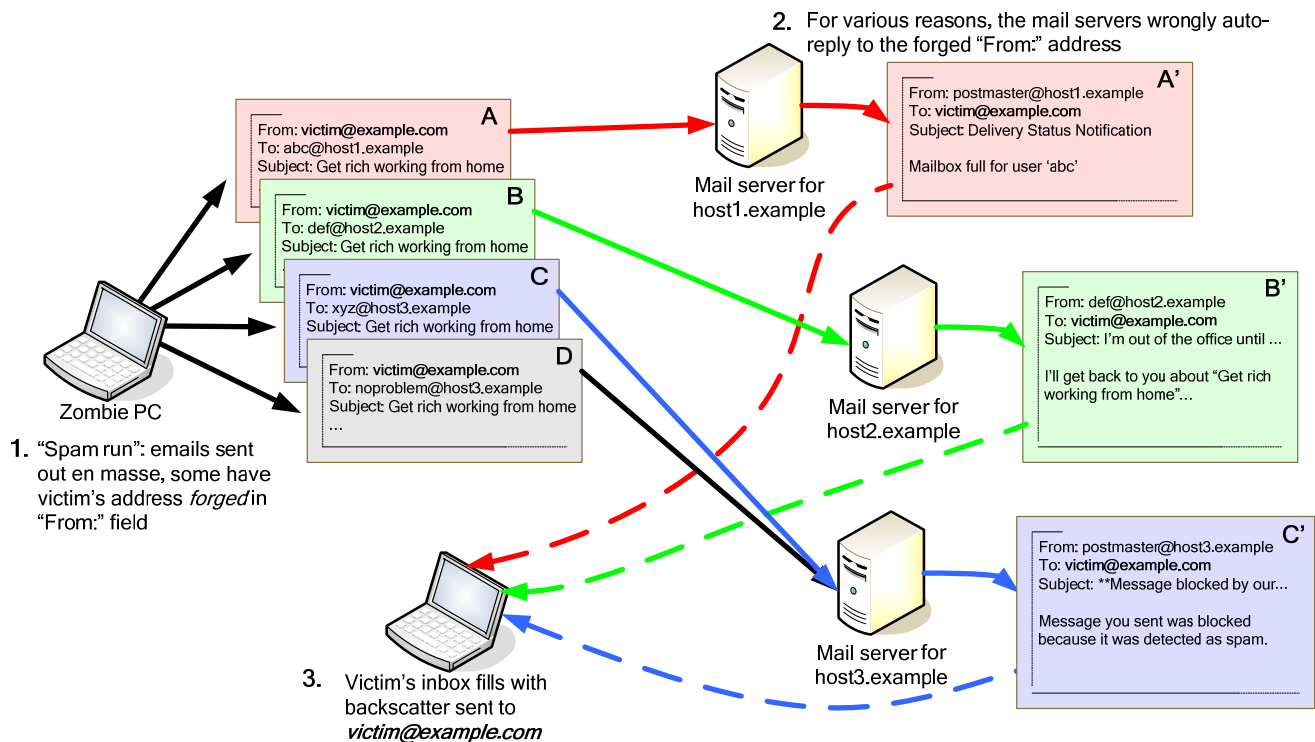 2. For various reasons, the mail servers wrongly auto-
reply to the forged “From:” address
A
From: victim@example.com
To: abc@host1.example
Subject: Get rich working from home
B
From: victim@example.com
To: def@host2.example
Subject: Get rich working from home
C
From: victim@example.com
To: xyz@host3.example
Subject: Get rich working from home
D
From: victim@example.com
To: noproblem@host3.example
Subject: Get rich working from home
...
Zombie PC
1. “Spam run”: emails sent
out en masse, some have
victim’s address forged in
“From:” field
Mail server for
host1.example
A’
From: postmaster@host1.example
To: victim@example.com
Subject: Delivery Status Notification
Mailbox full for user ‘abc’
Mail server for
host2.example
B’
From: def@host2.example
To: victim@example.com
Subject: I’m out of the office until ...
I’ll get back to you about “Get rich
working from home”...
Mail server for
host3.example
C’
From: postmaster@host3.example
To: victim@example.com
Subject: **Message blocked by our...
Message you sent was blocked
because it was detected as spam.
3. Victim’s inbox fills with
backscatter sent to
victim@example.com